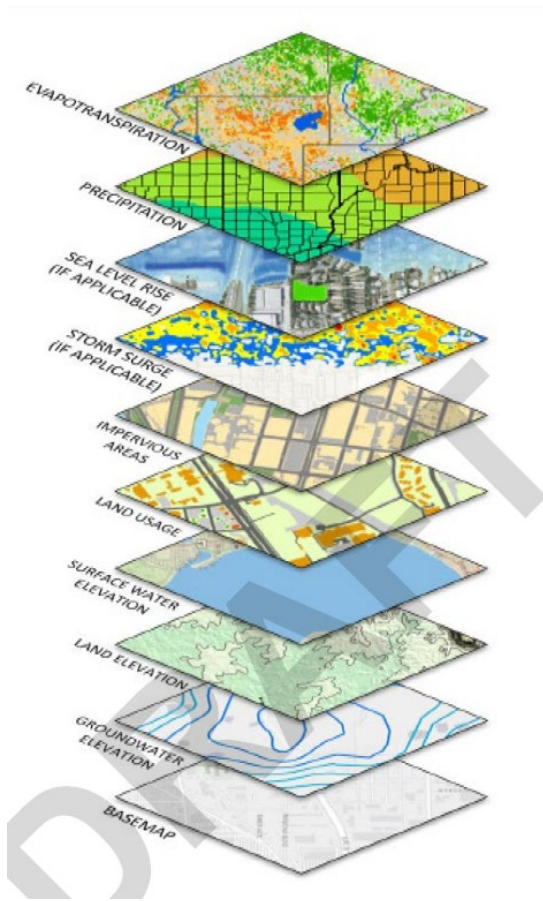 EVAPOTRANSPIRATION
PRECIPITATION
SEA LEVEL RISE
(IF APPLICABLE)
STORM SURGE
(IF APPLICABLE)
IMPERVIOUS
AREAS
LAND USAGE
SURFACE WATER
ELEVATION
LAND ELEVATION
GROUNDWATER
ELEVATION
BASEMAP
DRAFT